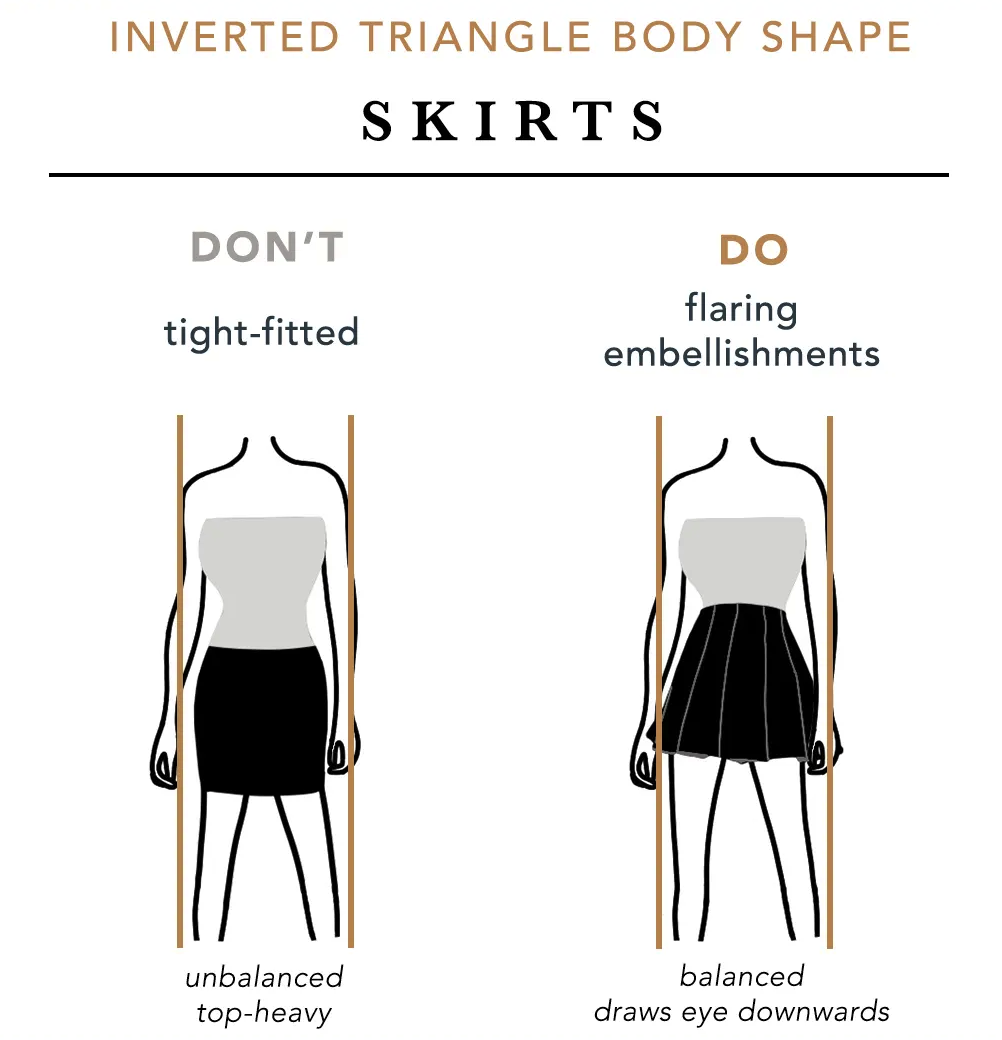 INVERTED TRIANGLE BODY SHAPE
SKIRTS
DON'T
tight-fitted
DO
flaring
embellishments
unbalanced
top-heavy
balanced
draws eye downwards